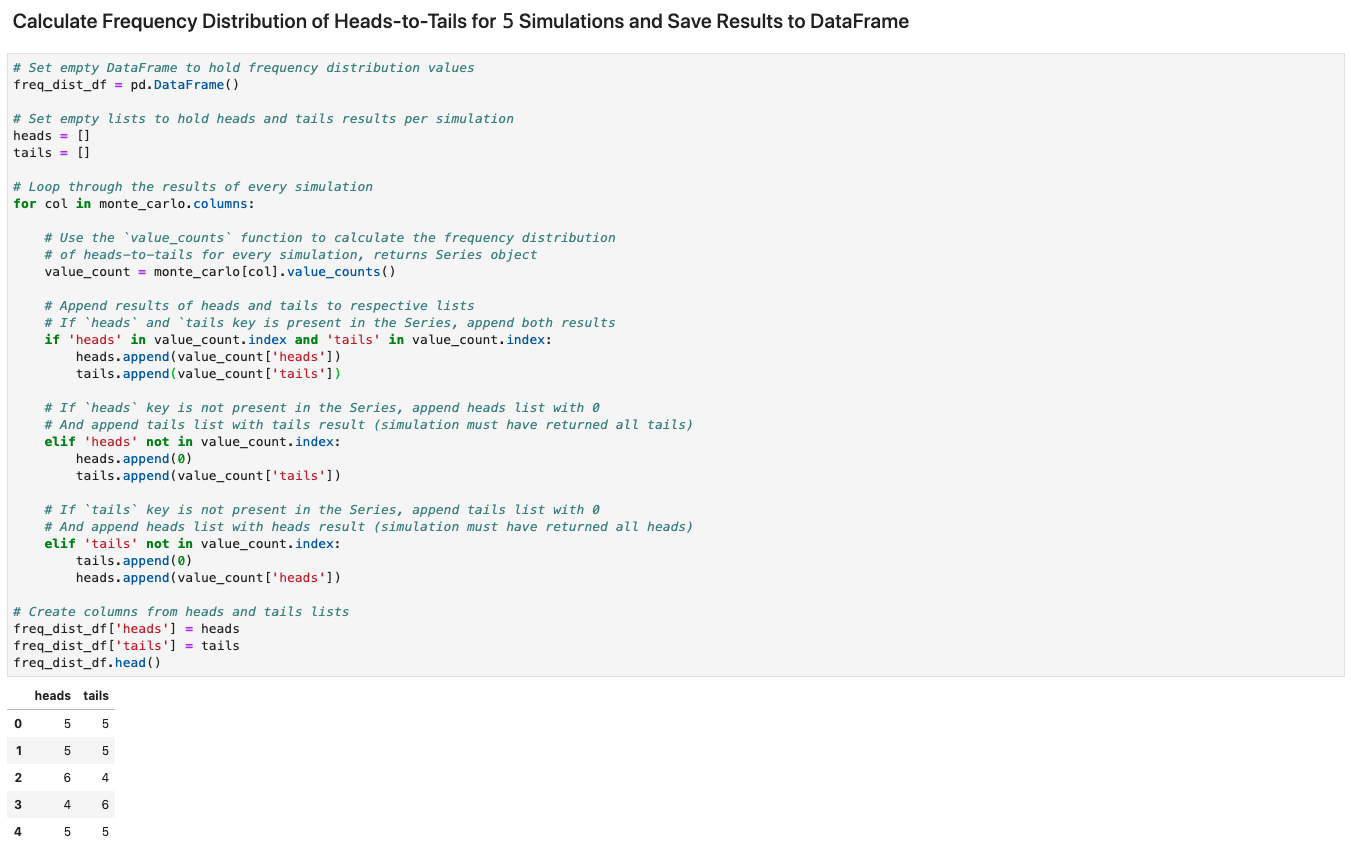 Calculate Frequency Distribution of Heads-to-Tails for 5 Simulations and Save Results to DataFrame
# Set empty DataFrame to hold frequency distribution values
freq_dist_df = pd.DataFrame()
# Set empty lists to hold heads and tails results per simulation
heads = []
tails = []
# Loop through the results of every simulation
for col in monte_carlo.columns:
    # Use the `value_counts` function to calculate the frequency distribution
    # of heads-to-tails for every simulation, returns Series object
    value_count = monte_carlo[col].value_counts()
    # Append results of heads and tails to respective lists
    # If `heads` and `tails key is present in the Series, append both results
    if 'heads' in value_count.index and 'tails' in value_count.index:
        heads.append(value_count['heads'])
        tails.append(value_count['tails'])
    # If `heads` key is not present in the Series, append heads list with 0
    # And append tails list with tails result (simulation must have returned all tails)
    elif 'heads' not in value_count.index:
        heads.append(0)
        tails.append(value_count['tails'])
    # If `tails` key is not present in the Series, append tails list with 0
    # And append heads list with heads result (simulation must have returned all heads)
    elif 'tails' not in value_count.index:
        tails.append(0)
        heads.append(value_count['heads'])
# Create columns from heads and tails lists
freq_dist_df['heads'] = heads
freq_dist_df['tails'] = tails
freq_dist_df.head()
heads tails
0 5 5
1 5 5
2 6 4
3 4 6
4 5 5